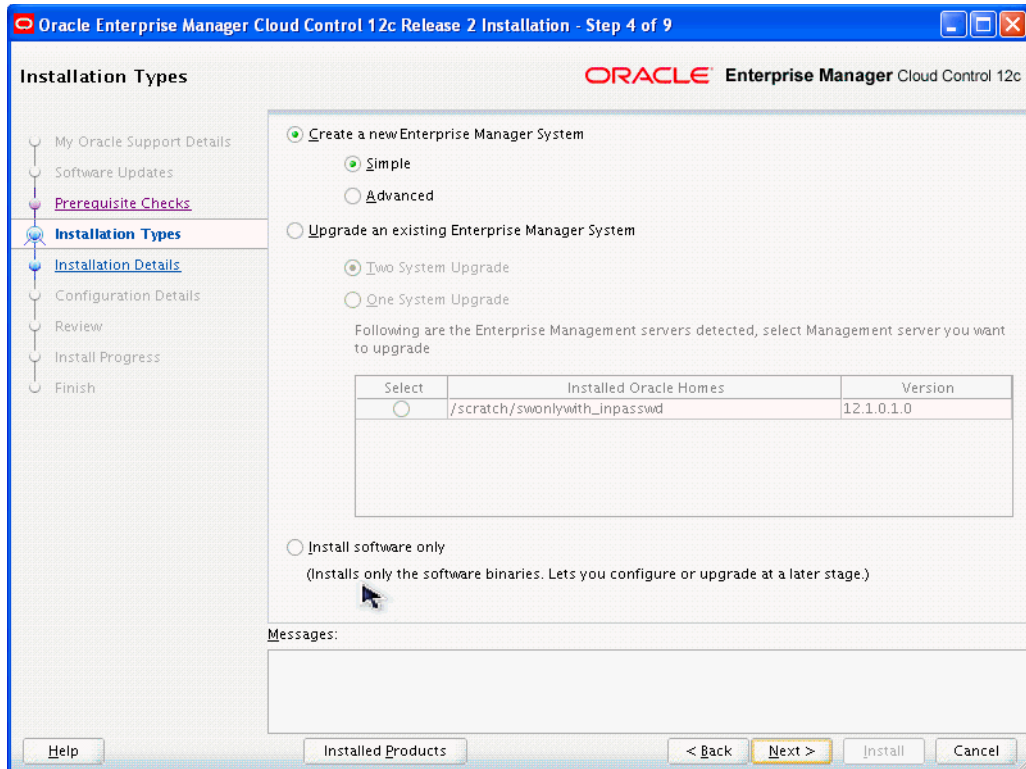 Oracle Enterprise Manager Cloud Control 12c Release 2 Installation - Step 4 of 9
Installation Types
ORACLE Enterprise Manager Cloud Control 12c
My Oracle Support Details
Software Updates
Prerequisite Checks
Installation Types
Installation Details
Configuration Details
Review
Install Progress
Finish
Create a new Enterprise Manager System
Simple
Advanced
Upgrade an existing Enterprise Manager System
Two System Upgrade
One System Upgrade
Following are the Enterprise Management servers detected, select Management server you want
to upgrade
Select Installed Oracle Homes Version
/scratch/swonlywith_inpasswd 12.1.0.1.0
Install software only
(Installs only the software binaries. Lets you configure or upgrade at a later stage.)
Messages:
Help Installed Products < Back Next > Install Cancel